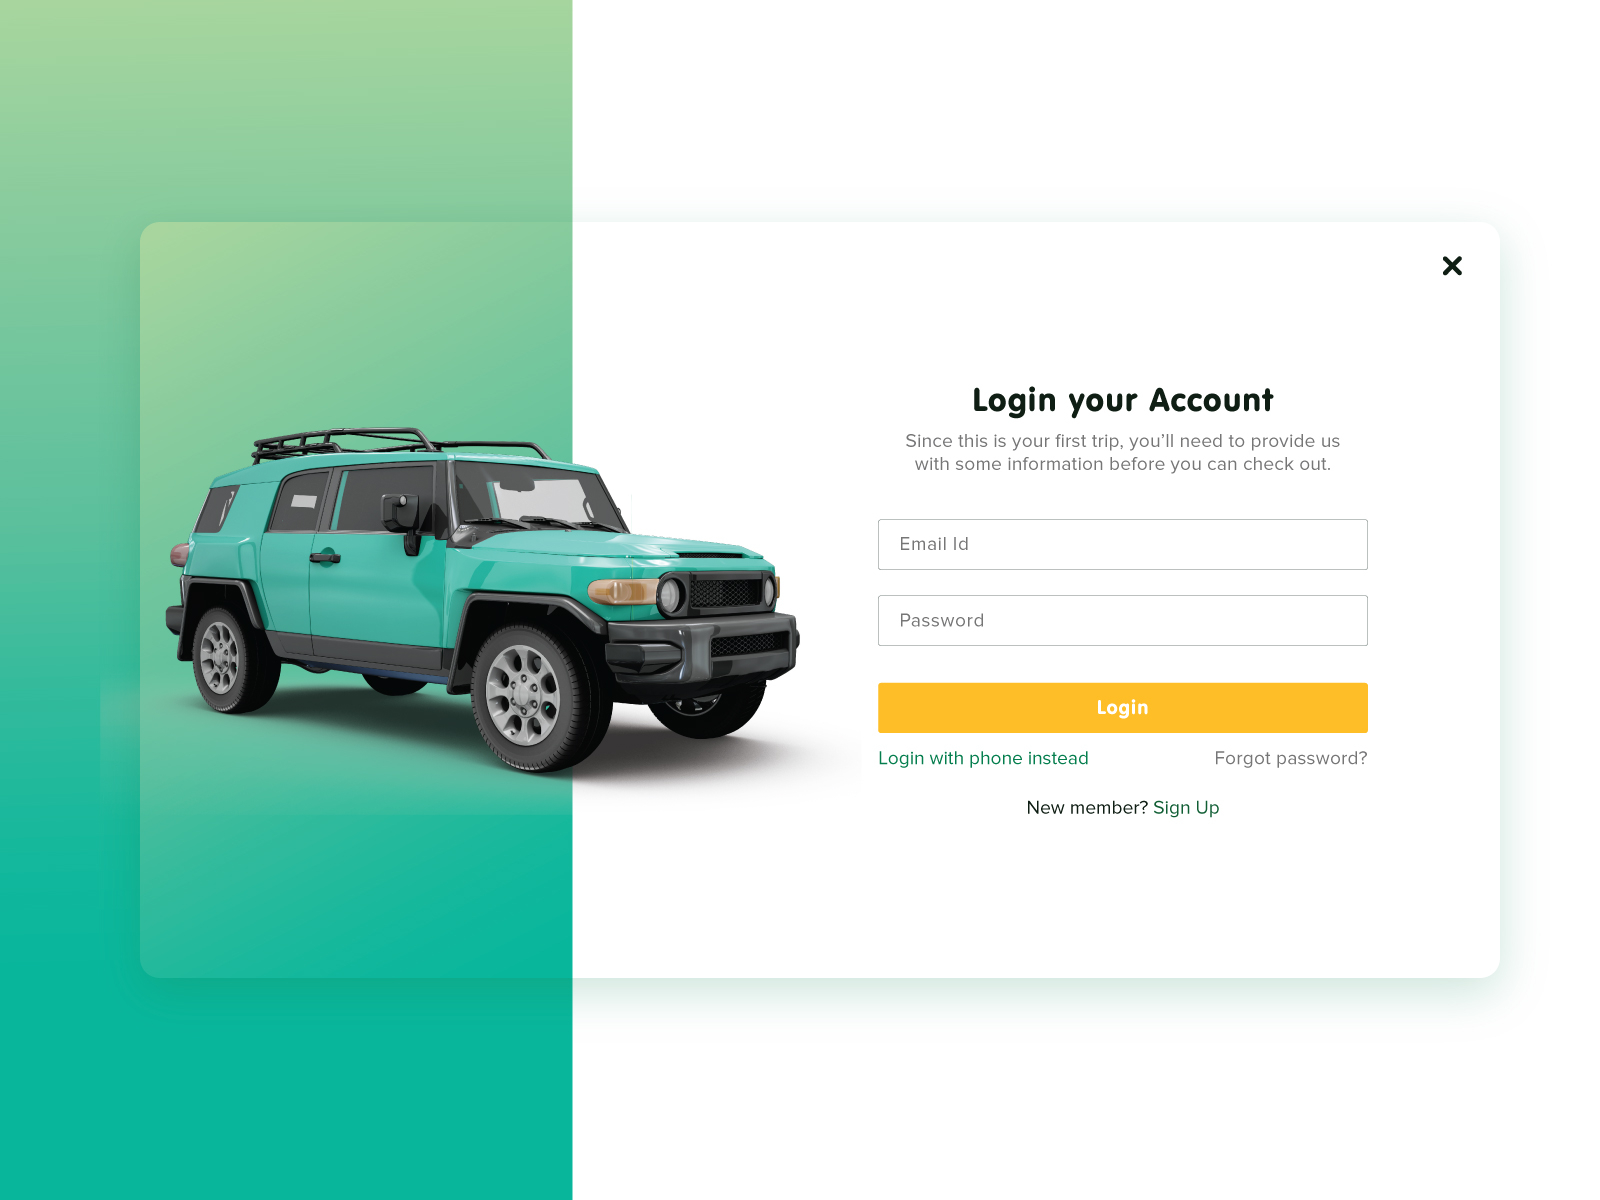 Login your Account
Since this is your first trip, you’ll need to provide us
with some information before you can check out.
Email Id
Password
Login
Login with phone instead
Forgot password?
New member? Sign Up